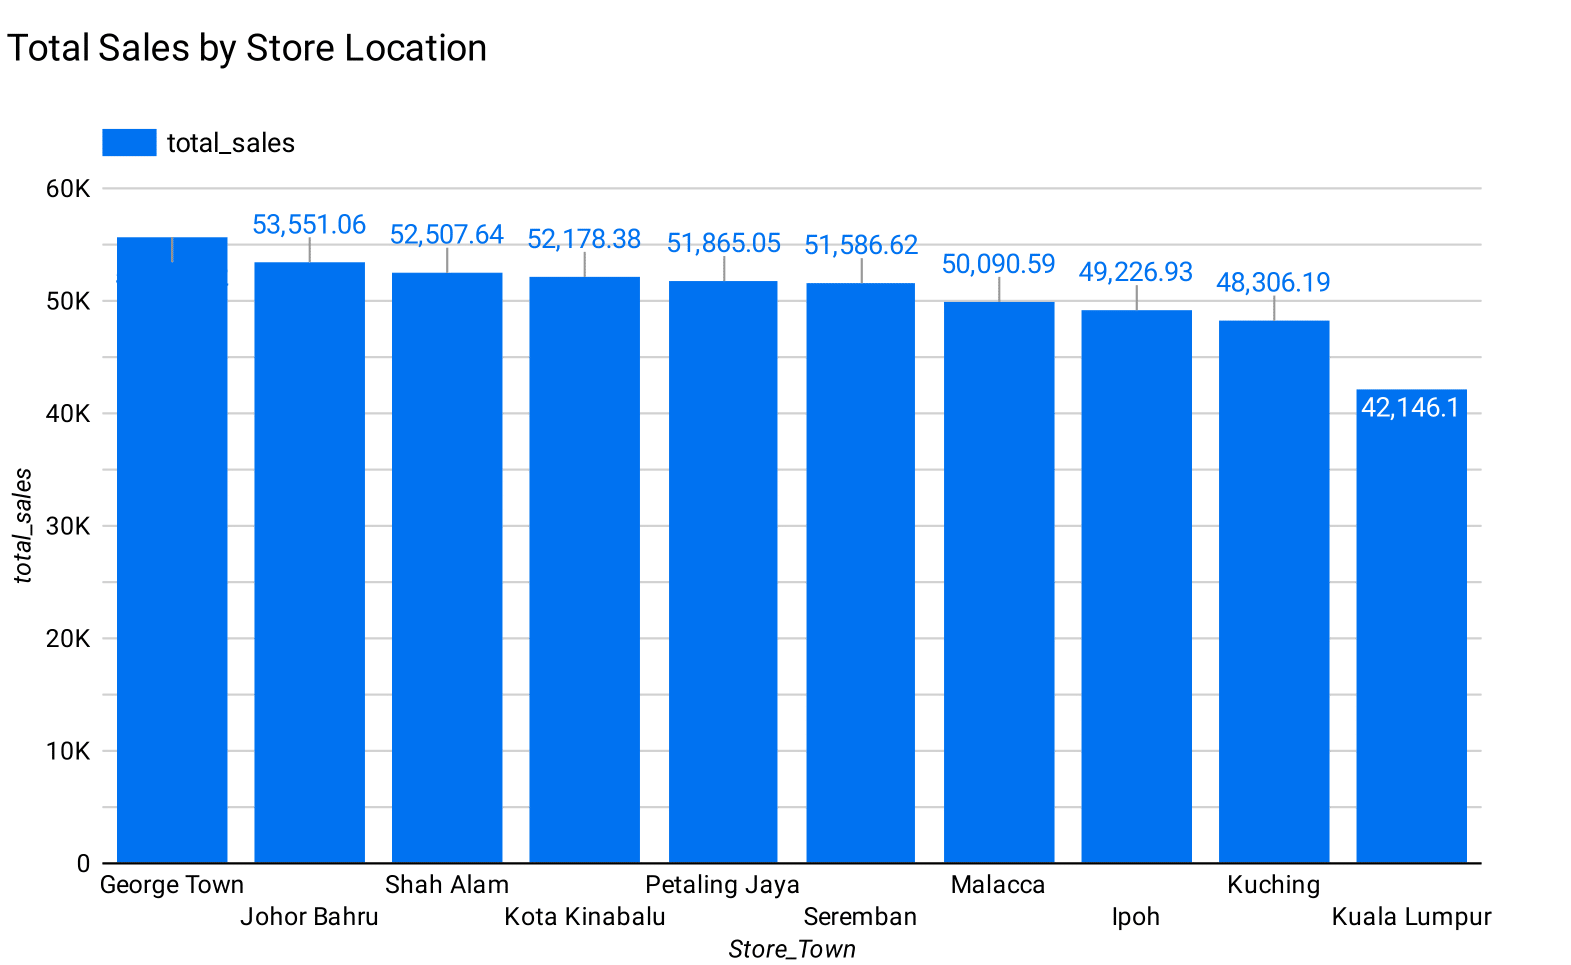 Total Sales by Store Location
total_sales
60K
50K
40K
30K
20K
10K
0
total_sales
53,551.06
52,507.64
52,178.38
51,865.05
51,586.62
50,090.59
49,226.93
48,306.19
42,146.1
George Town
Johor Bahru
Shah Alam
Kota Kinabalu
Petaling Jaya
Seremban
Malacca
Ipoh
Kuching
Kuala Lumpur
Store_Town